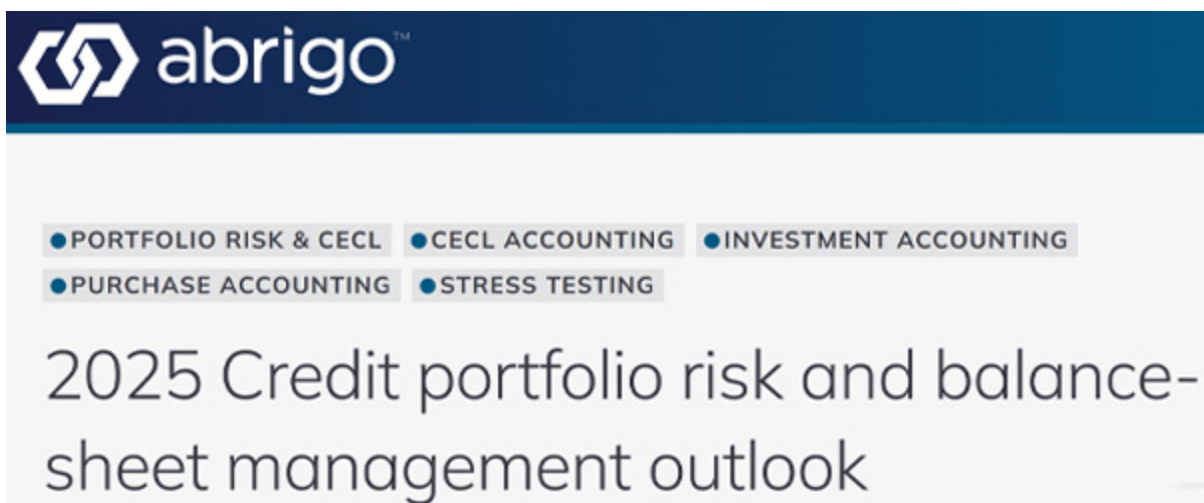 abrigo™
●PORTFOLIO RISK & CECL ●CECL ACCOUNTING ●INVESTMENT ACCOUNTING
●PURCHASE ACCOUNTING ●STRESS TESTING
2025 Credit portfolio risk and balance-
sheet management outlook